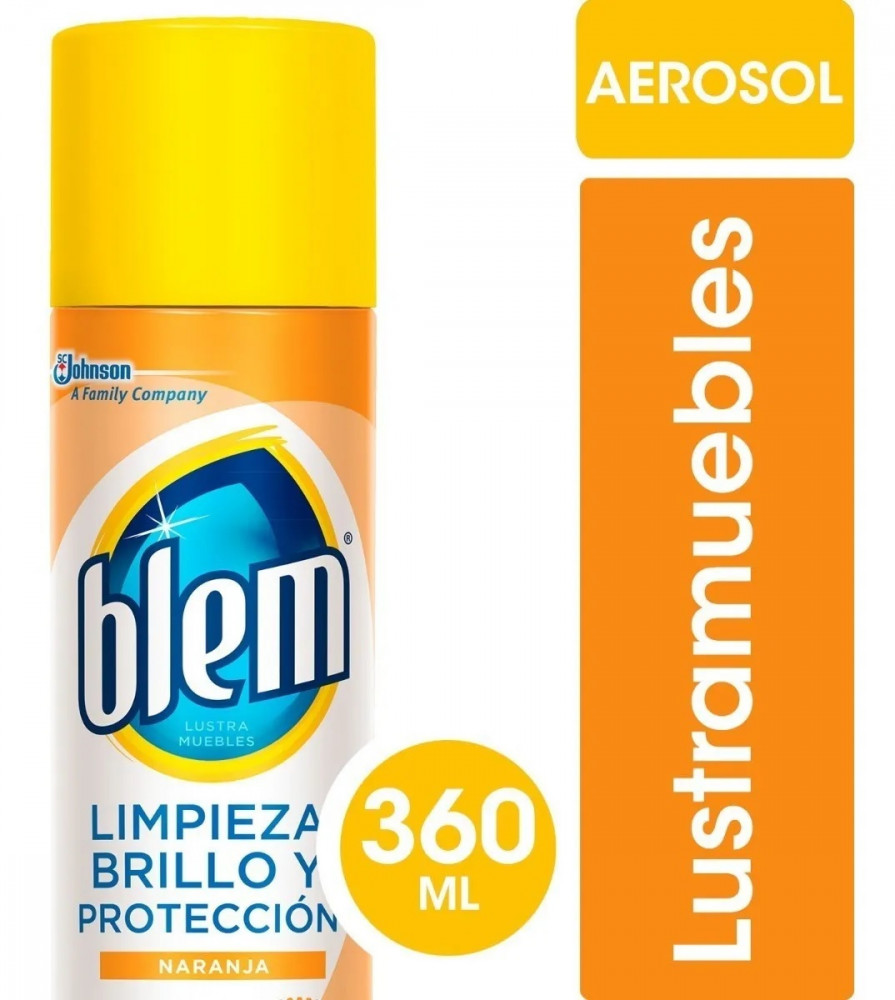 AEROSOL
Lustramuebles
SC Johnson
A Family Company
blem®
LUSTRA
MUEBLES
LIMPIEZA
BRILLO Y
PROTECCIÓN
NARANJA
360
ML